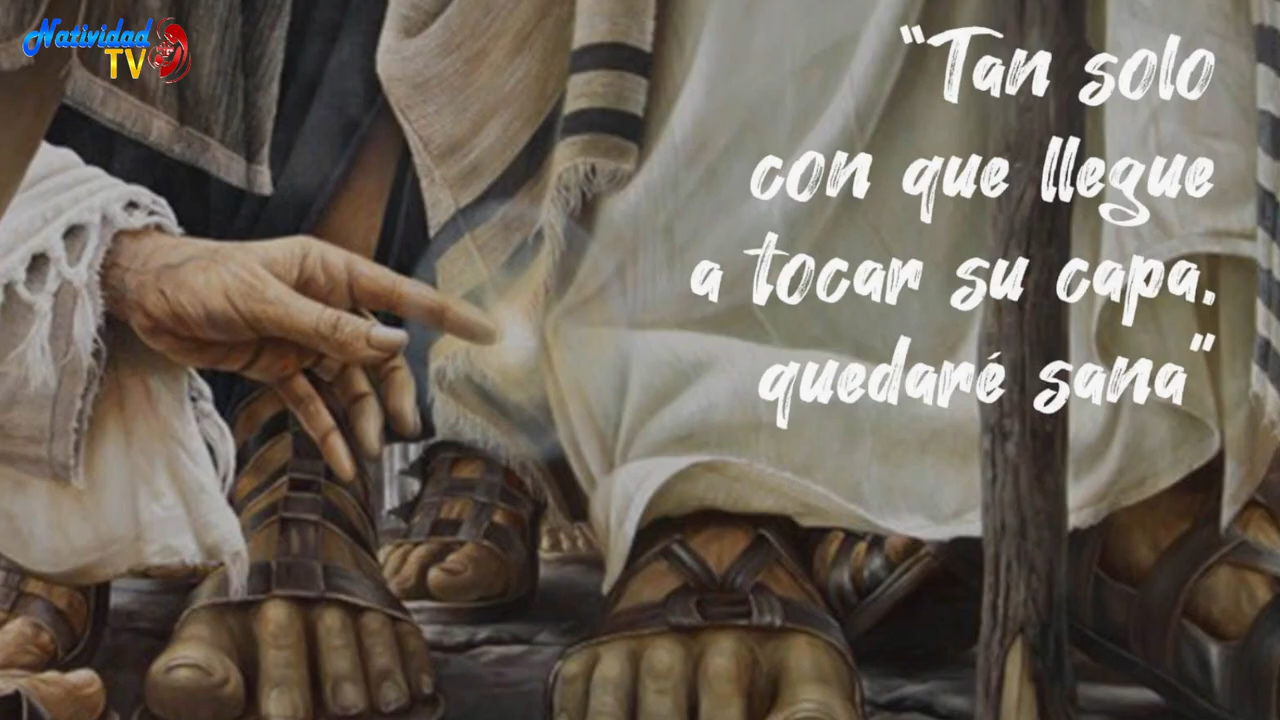 Natividad
TV
"Tan solo
con que llegue
a tocar su capa,
quedaré sana"